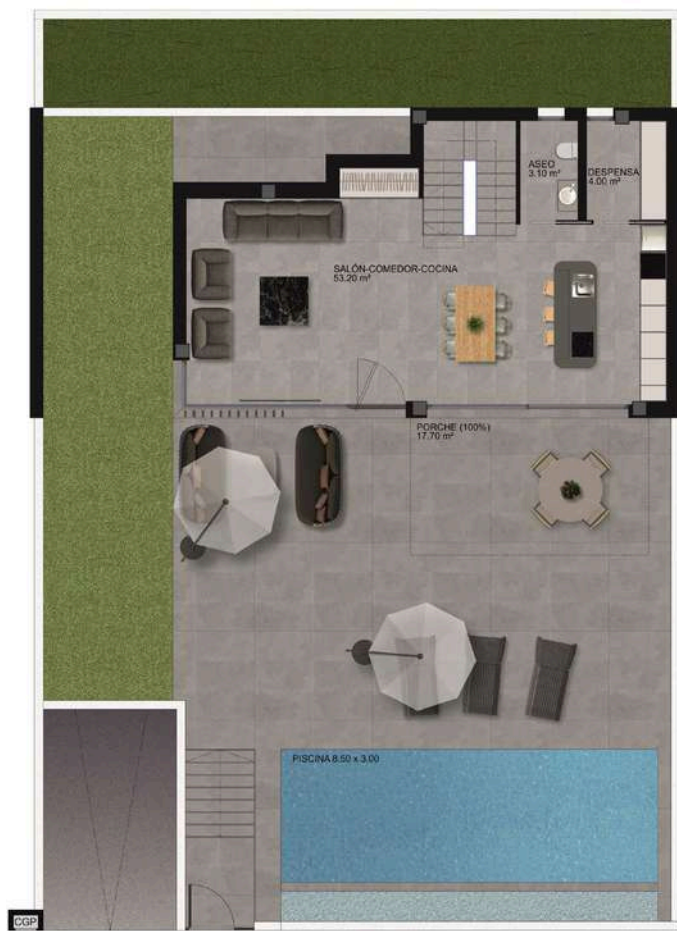 ASEO
3.10 m²
DESPENSA
4.00 m²
SALÓN-COMEDOR-COCINA
53.20 m²
PORCHE (100%)
17.70 m²
PISCINA 8.50 x 3.00
CGP